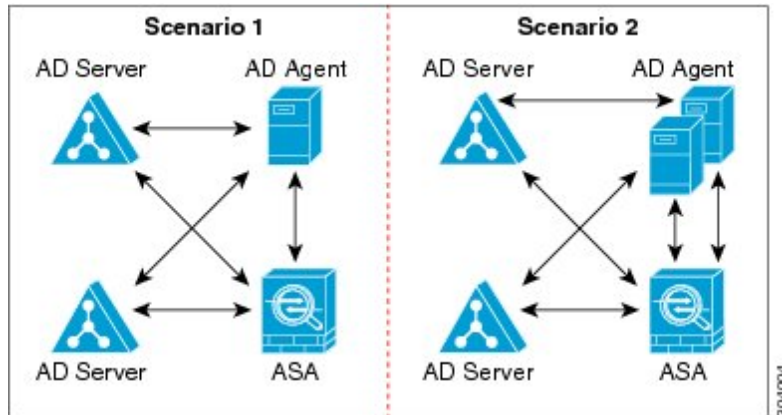 Scenario 1
AD Server
AD Agent
AD Server
ASA
Scenario 2
AD Server
AD Agent
AD Server
ASA